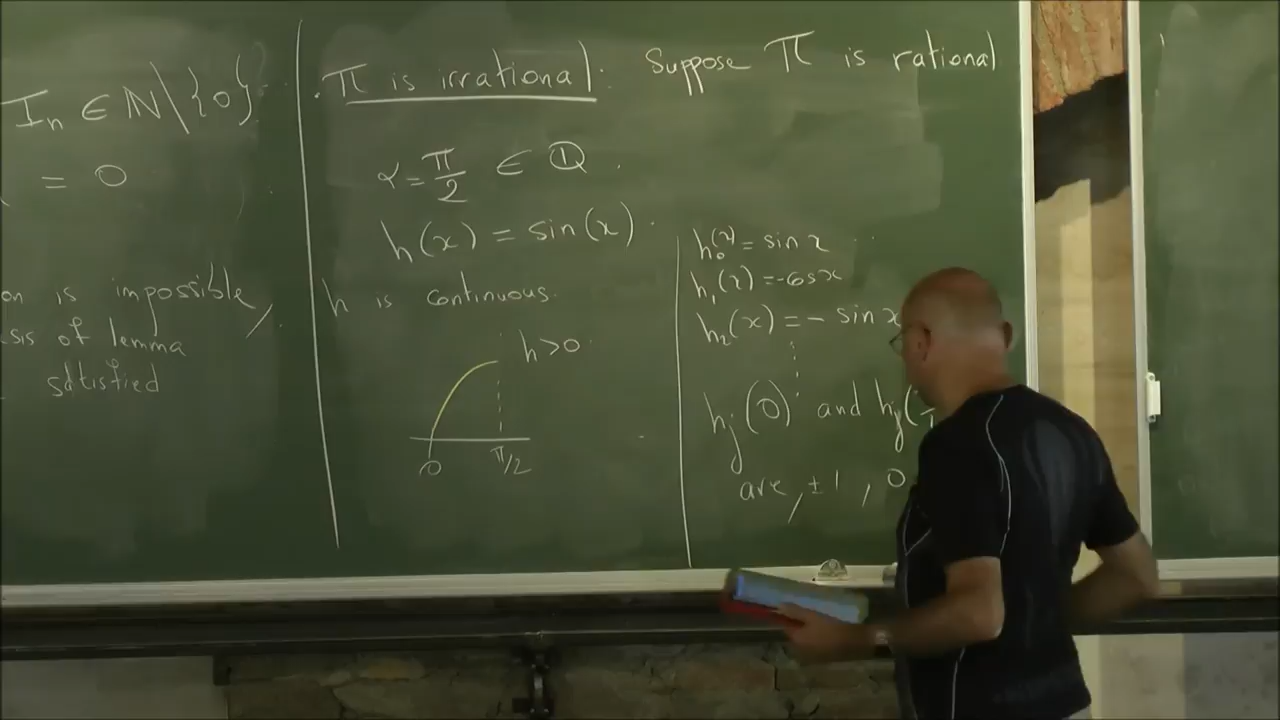 I_n ∈ ℕ\{0}
= 0
on is impossible,
sis of lemma
satisfied
π is irrational. Suppose π is rational
α = π/2 ∈ ℚ.
h(x) = sin(x).
h is continuous.
h>0
0 π/2
h_0(x) = sin x
h_1(x) = -cos x
h_2(x) = - sin x
h_j(0) and h_j(
are, ±1, 0